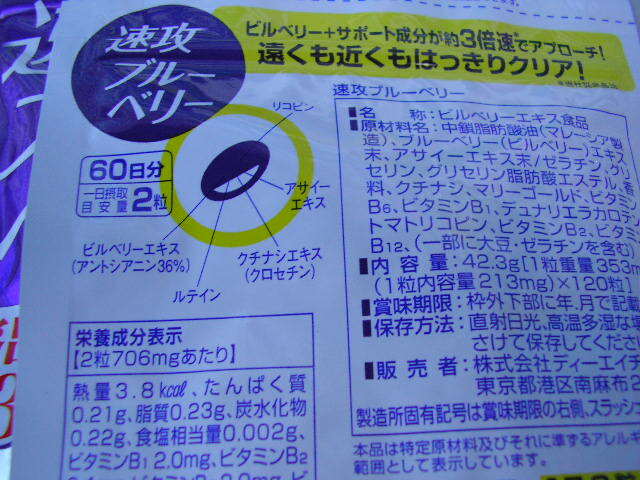 速攻
ブルー
ベリー
ビルベリー+サポート成分が約3倍速でアプローチ!
遠くも近くもはっきりクリア!
60日分
一日摂取
目安量 2粒
リコピン
アサイー
エキス
クチナシエキス
(クロセチン)
ルテイン
ビルベリーエキス
(アントシアニン36%)
栄養成分表示
【2粒706mgあたり】
熱量3.8kcal、たんぱく質
0.21g、脂質0.23g、炭水化物
0.22g、食塩相当量0.002g、
ビタミンB1 2.0mg、ビタミンB2
速攻ブルーベリー
■名 称:ビルベリーエキス食品
■原材料名:中鎖脂肪酸油(マレーシア製
造)、ブルーベリー(ビルベリー)エキス
末、アサイーエキス末/ゼラチン、グリ
セリン、グリセリン脂肪酸エステル、香
料、クチナシ、マリーゴールド、ビタミン
B6、ビタミンB1、デュナリエラカロテン
トマトリコピン、ビタミンB2、ビタミン
B12、(一部に大豆・ゼラチンを含む)
■内容量:42.3g[1粒重量353m
(1粒内容量213mg)×120粒]
■賞味期限:枠外下部に年、月で記載
■保存方法:直射日光、高温多湿な場
さけて保存してください
■販売者:株式会社ディーエイチ
東京都港区南麻布
製造所固有記号は賞味期限の右側、スラッシ
本品は特定原材料及びそれに準ずるアレルギ
範囲として表示しています。